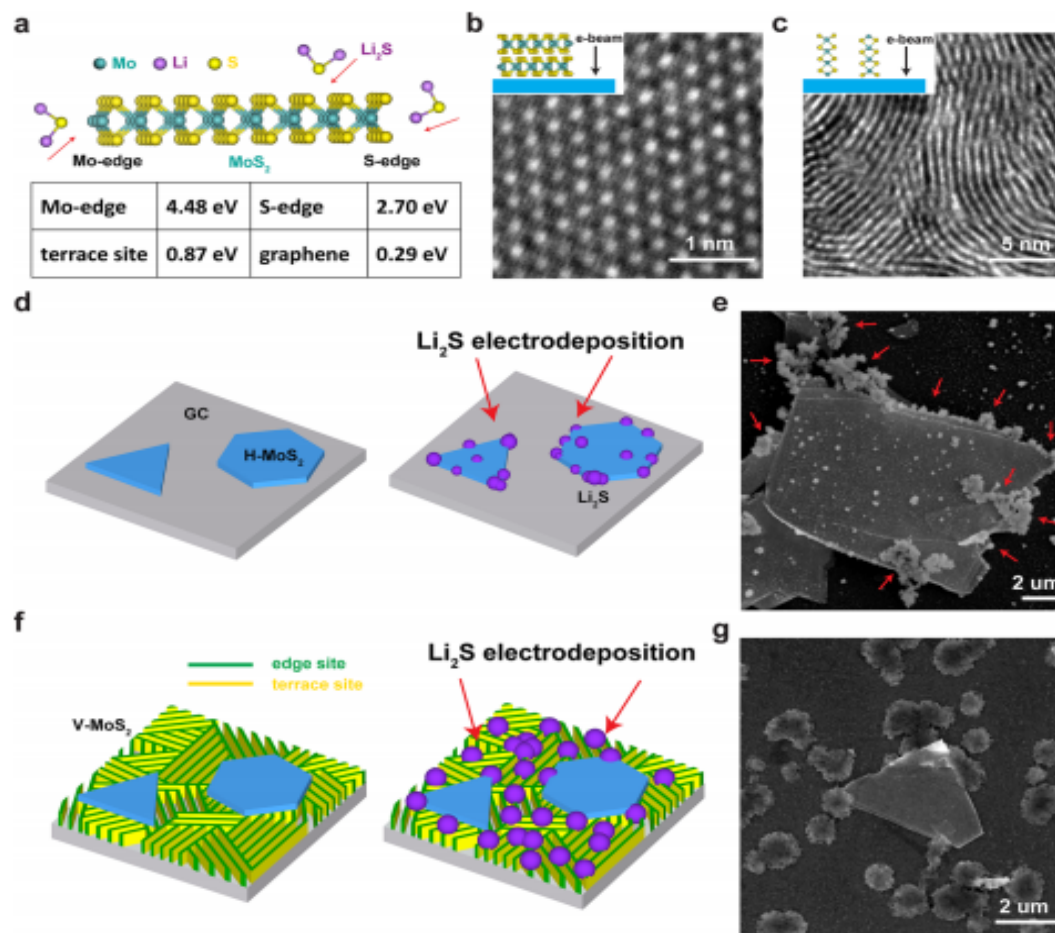 a
Mo Li S
Li₂S
Mo-edge MoS₂ S-edge
Mo-edge 4.48 eV S-edge 2.70 eV
terrace site 0.87 eV graphene 0.29 eV
b
e-beam
1 nm
c
e-beam
5 nm
d
GC
H-MoS₂
Li₂S electrodeposition
Li₂S
e
2 um
f
edge site
terrace site
V-MoS₂
Li₂S electrodeposition
g
2 um